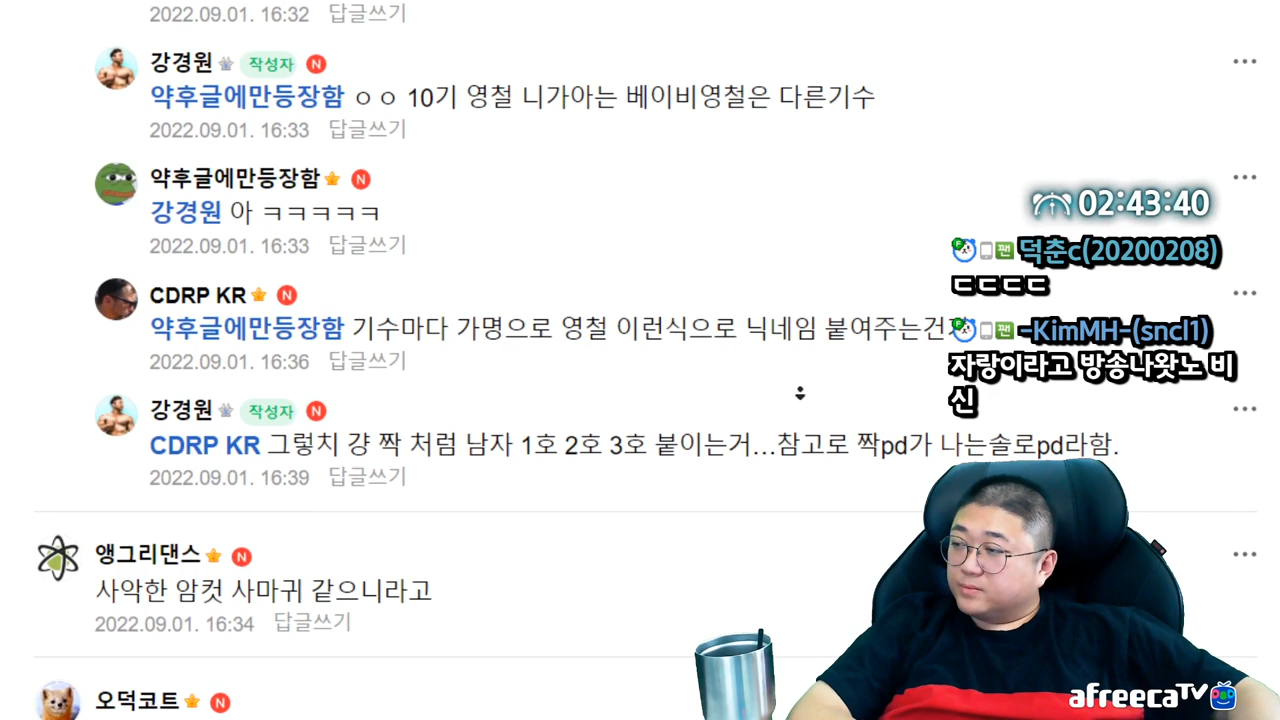 2022.09.01. 16:32 답글쓰기
강경원 작성자 N
약후글에만등장함 ㅇㅇ 10기 영철 니가아는 베이비영철은 다른기수
2022.09.01. 16:33 답글쓰기
약후글에만등장함 N
강경원 아 ㅋㅋㅋㅋㅋ
2022.09.01. 16:33 답글쓰기
CDRP KR N
약후글에만등장함 기수마다 가명으로 영철 이런식으로 닉네임 붙여주는건
2022.09.01. 16:36 답글쓰기
강경원 작성자 N
CDRP KR 그렇치 걍 짝 처럼 남자 1호 2호 3호 붙이는거...참고로 짝pd가 나는솔로pd라함.
2022.09.01. 16:39 답글쓰기
앵그리댄스 N
사악한 암컷 사마귀 같으니라고
2022.09.01. 16:34 답글쓰기
오덕코트 N
02:43:40
F 팬 덕춘c(20200208)
ㄷㄷㄷㄷ
F 팬 -KimMH-(sncl1)
자랑이라고 방송나왓노 비
신
afreecaTV